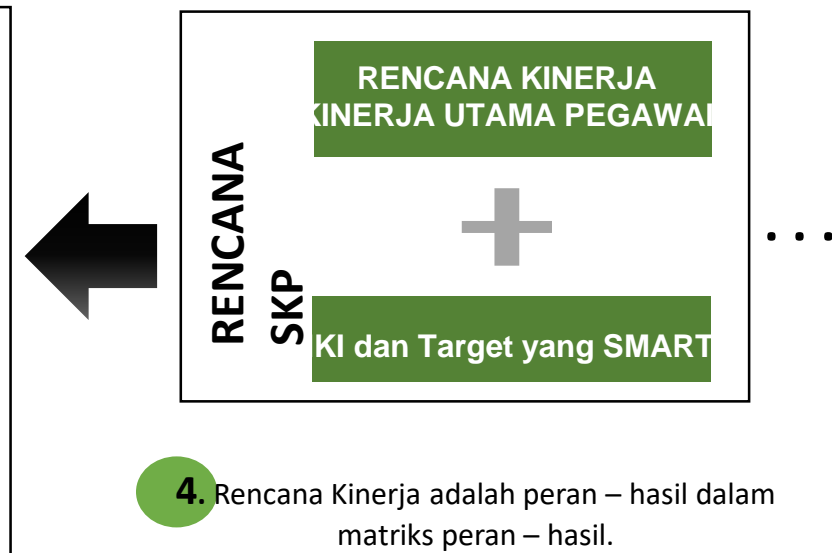 RENCANA KINERJA
KINERJA UTAMA PEGAWAI
RENCANA
SKP
KI dan Target yang SMART
. . .
4. Rencana Kinerja adalah peran – hasil dalam
matriks peran – hasil.